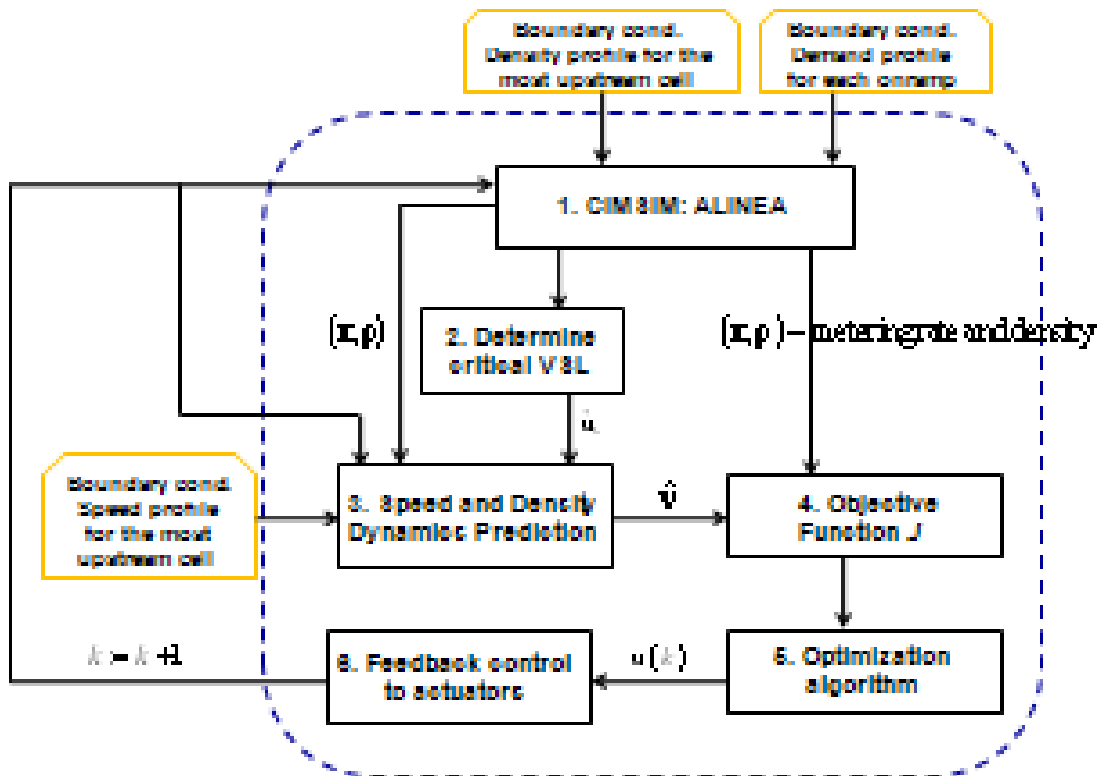 Boundary cond.
Density profile for the
most upstream cell
Boundary cond.
Demand profile
for each onramp
1. CIMSIM: ALINEA
(r,ρ)
2. Determine
critical VSL
(r,ρ) – metering rate and density
Boundary cond.
Speed profile
for the most
upstream cell
3. Speed and Density
Dynamics Prediction
4. Objective
Function J
k := k +1
6. Feedback control
to actuators
u(k)
5. Optimization
algorithm